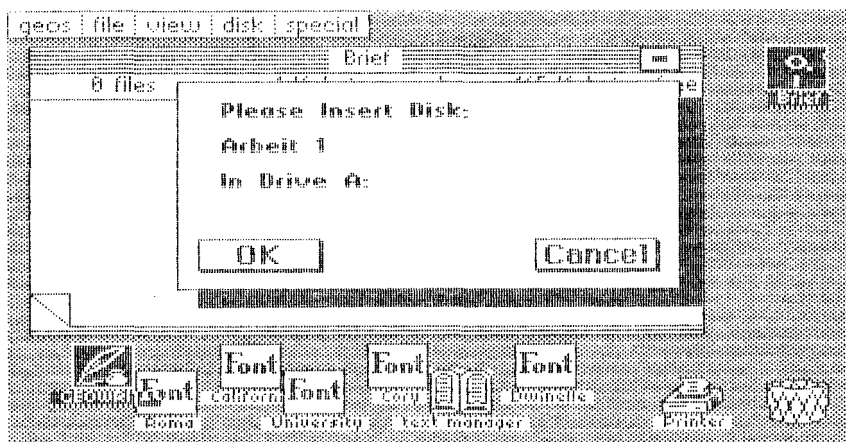 geos file view disk special
Brief
0 files
Please Insert Disk:
Arbeit 1
In Drive A:
OK Cancel
Font Font Font
Font Font
Californ Cory Dwinelle
Roma University text manager Printer